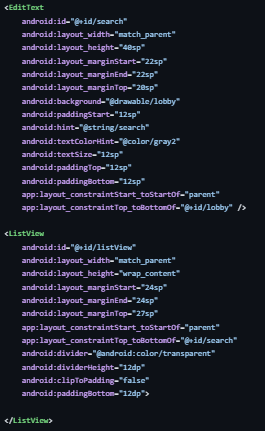 <EditText
android:id="@+id/search"
android:layout_width="match_parent"
android:layout_height="40sp"
android:layout_marginStart="22sp"
android:layout_marginEnd="22sp"
android:layout_marginTop="20sp"
android:background="@drawable/lobby"
android:paddingStart="12sp"
android:hint="@string/search"
android:textColorHint="@color/gray2"
android:textSize="12sp"
android:paddingTop="12sp"
android:paddingBottom="12sp"
app:layout_constraintStart_toStartOf="parent"
app:layout_constraintTop_toBottomOf="@+id/lobby" />
<ListView
android:id="@+id/listView"
android:layout_width="match_parent"
android:layout_height="wrap_content"
android:layout_marginStart="24sp"
android:layout_marginEnd="24sp"
android:layout_marginTop="27sp"
app:layout_constraintStart_toStartOf="parent"
app:layout_constraintTop_toBottomOf="@+id/search"
android:divider="@android:color/transparent"
android:dividerHeight="12dp"
android:clipToPadding="false"
android:paddingBottom="12dp">
</ListView>